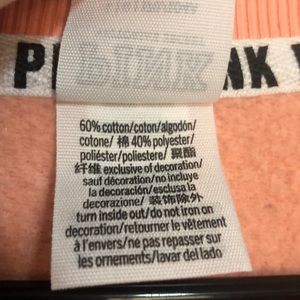 PINK
60% cotton/coton/algodón/
cotone/ 棉 40% polyester/
poliéster/poliestere/ 聚酯
纤维 exclusive of decoration/
sauf décoration/no incluye
la decoración/esclusa la
decorazione/ 装饰除外
turn inside out/do not iron on
decoration/retourner le vêtement
à l'envers/ne pas repasser sur
les ornements/lavar del lado